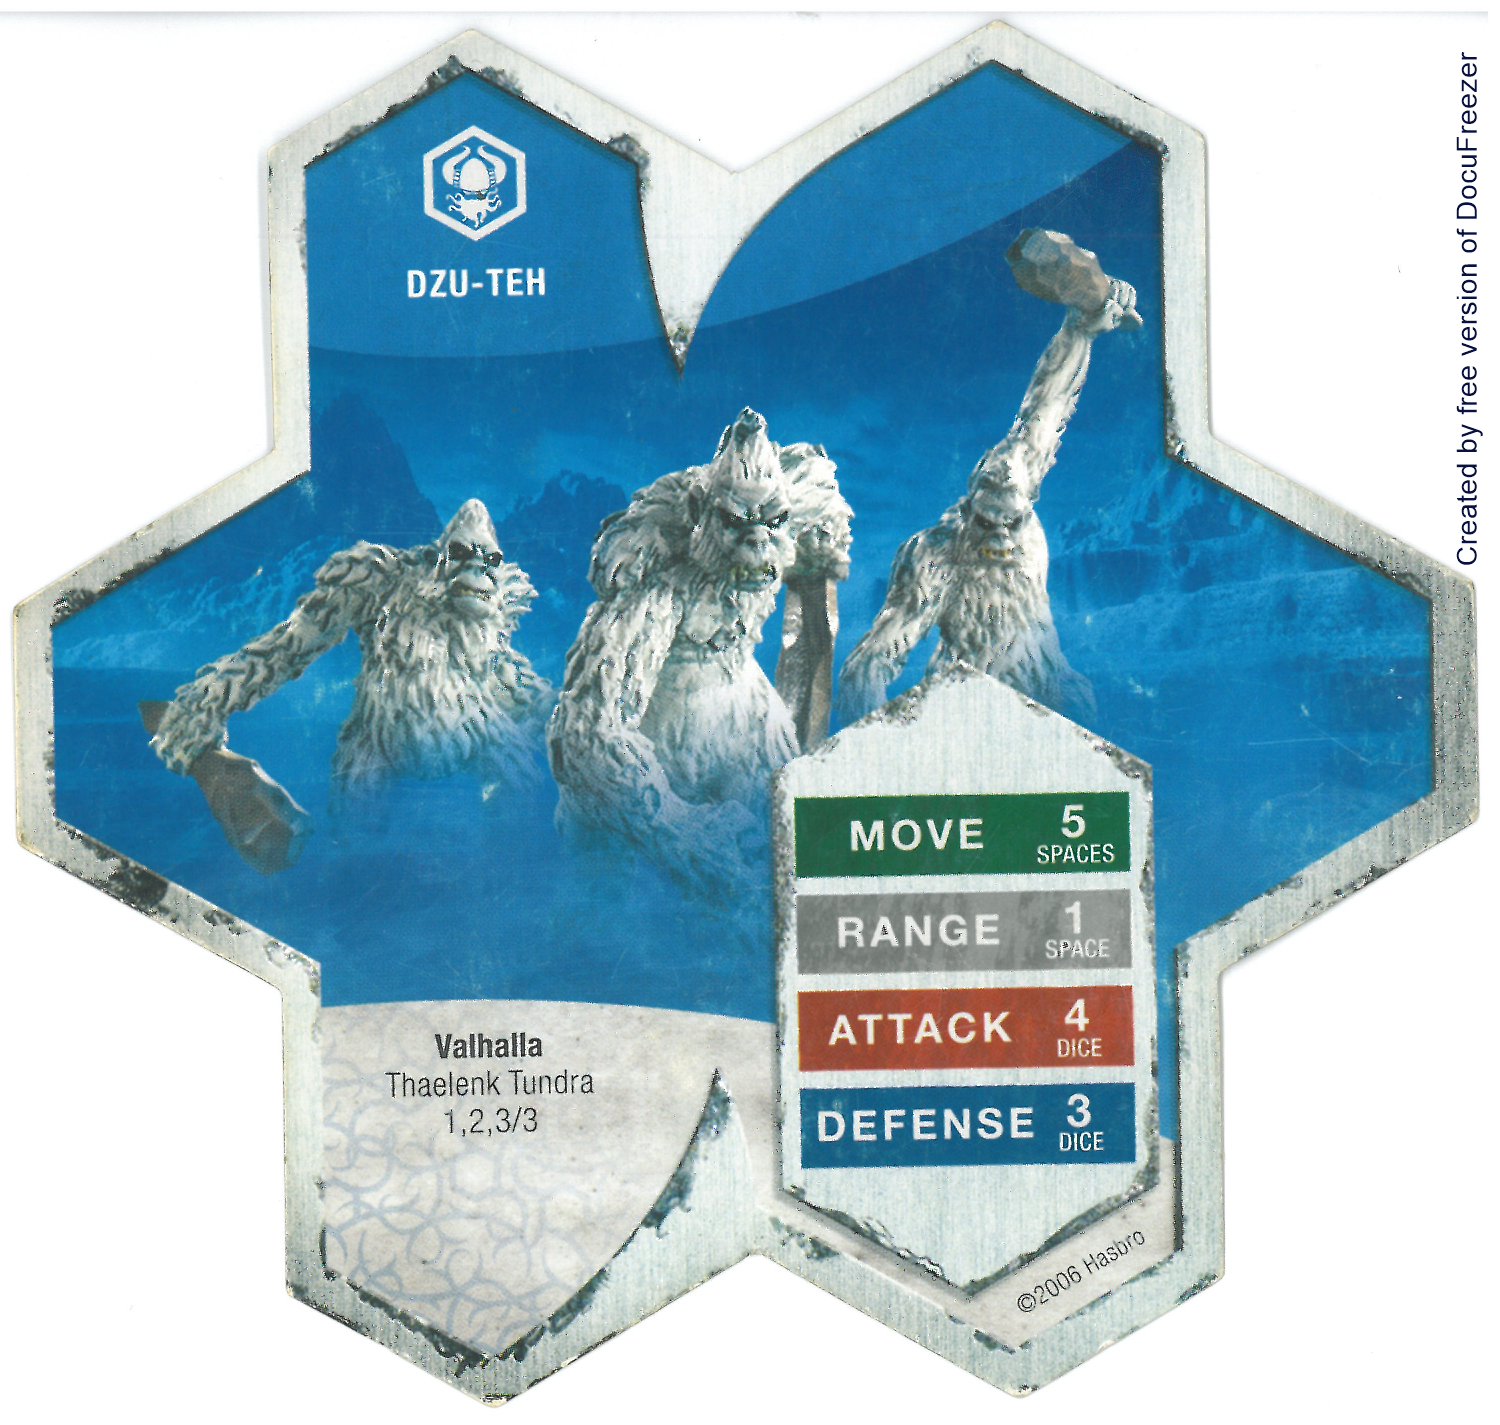 DZU-TEH
MOVE 5
SPACES
RANGE 1
SPACE
ATTACK 4
DICE
DEFENSE 3
DICE
Valhalla
Thaelenk Tundra
1,2,3/3
©2006 Hasbro
Created by free version of DocuFreezer